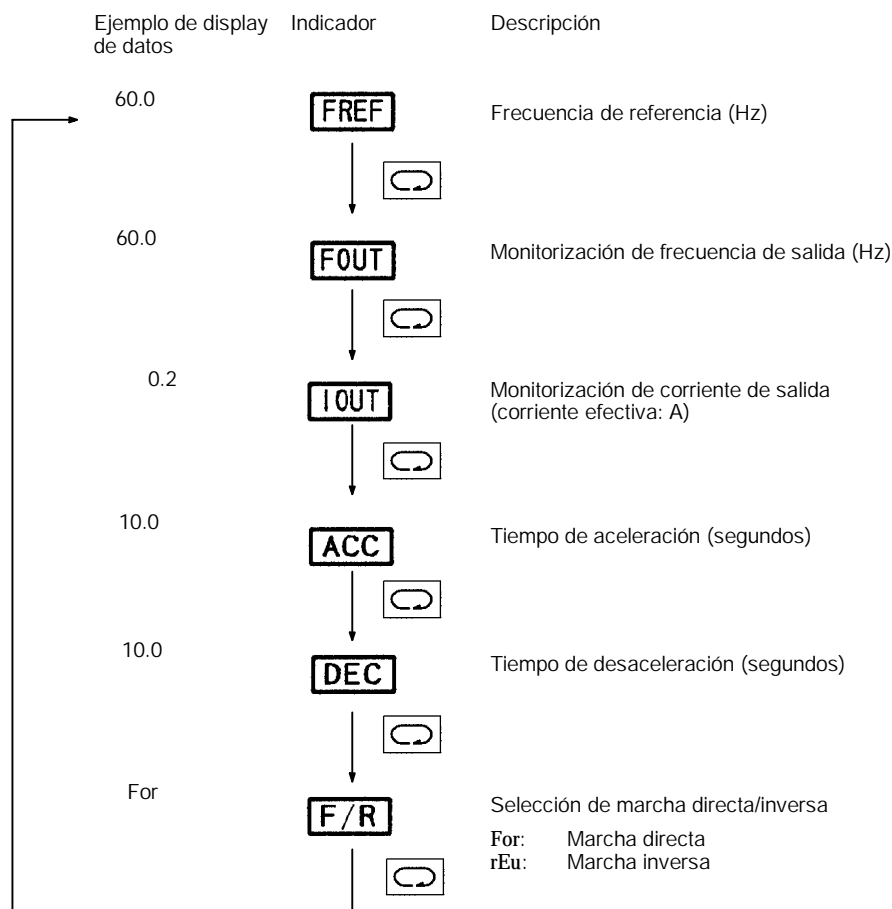 Ejemplo de display Indicador Descripción
de datos
60.0 FREF Frecuencia de referencia (Hz)
60.0 FOUT Monitorización de frecuencia de salida (Hz)
0.2 IOUT Monitorización de corriente de salida
(corriente efectiva: A)
10.0 ACC Tiempo de aceleración (segundos)
10.0 DEC Tiempo de desaceleración (segundos)
For F/R Selección de marcha directa/inversa
For: Marcha directa
rEu: Marcha inversa